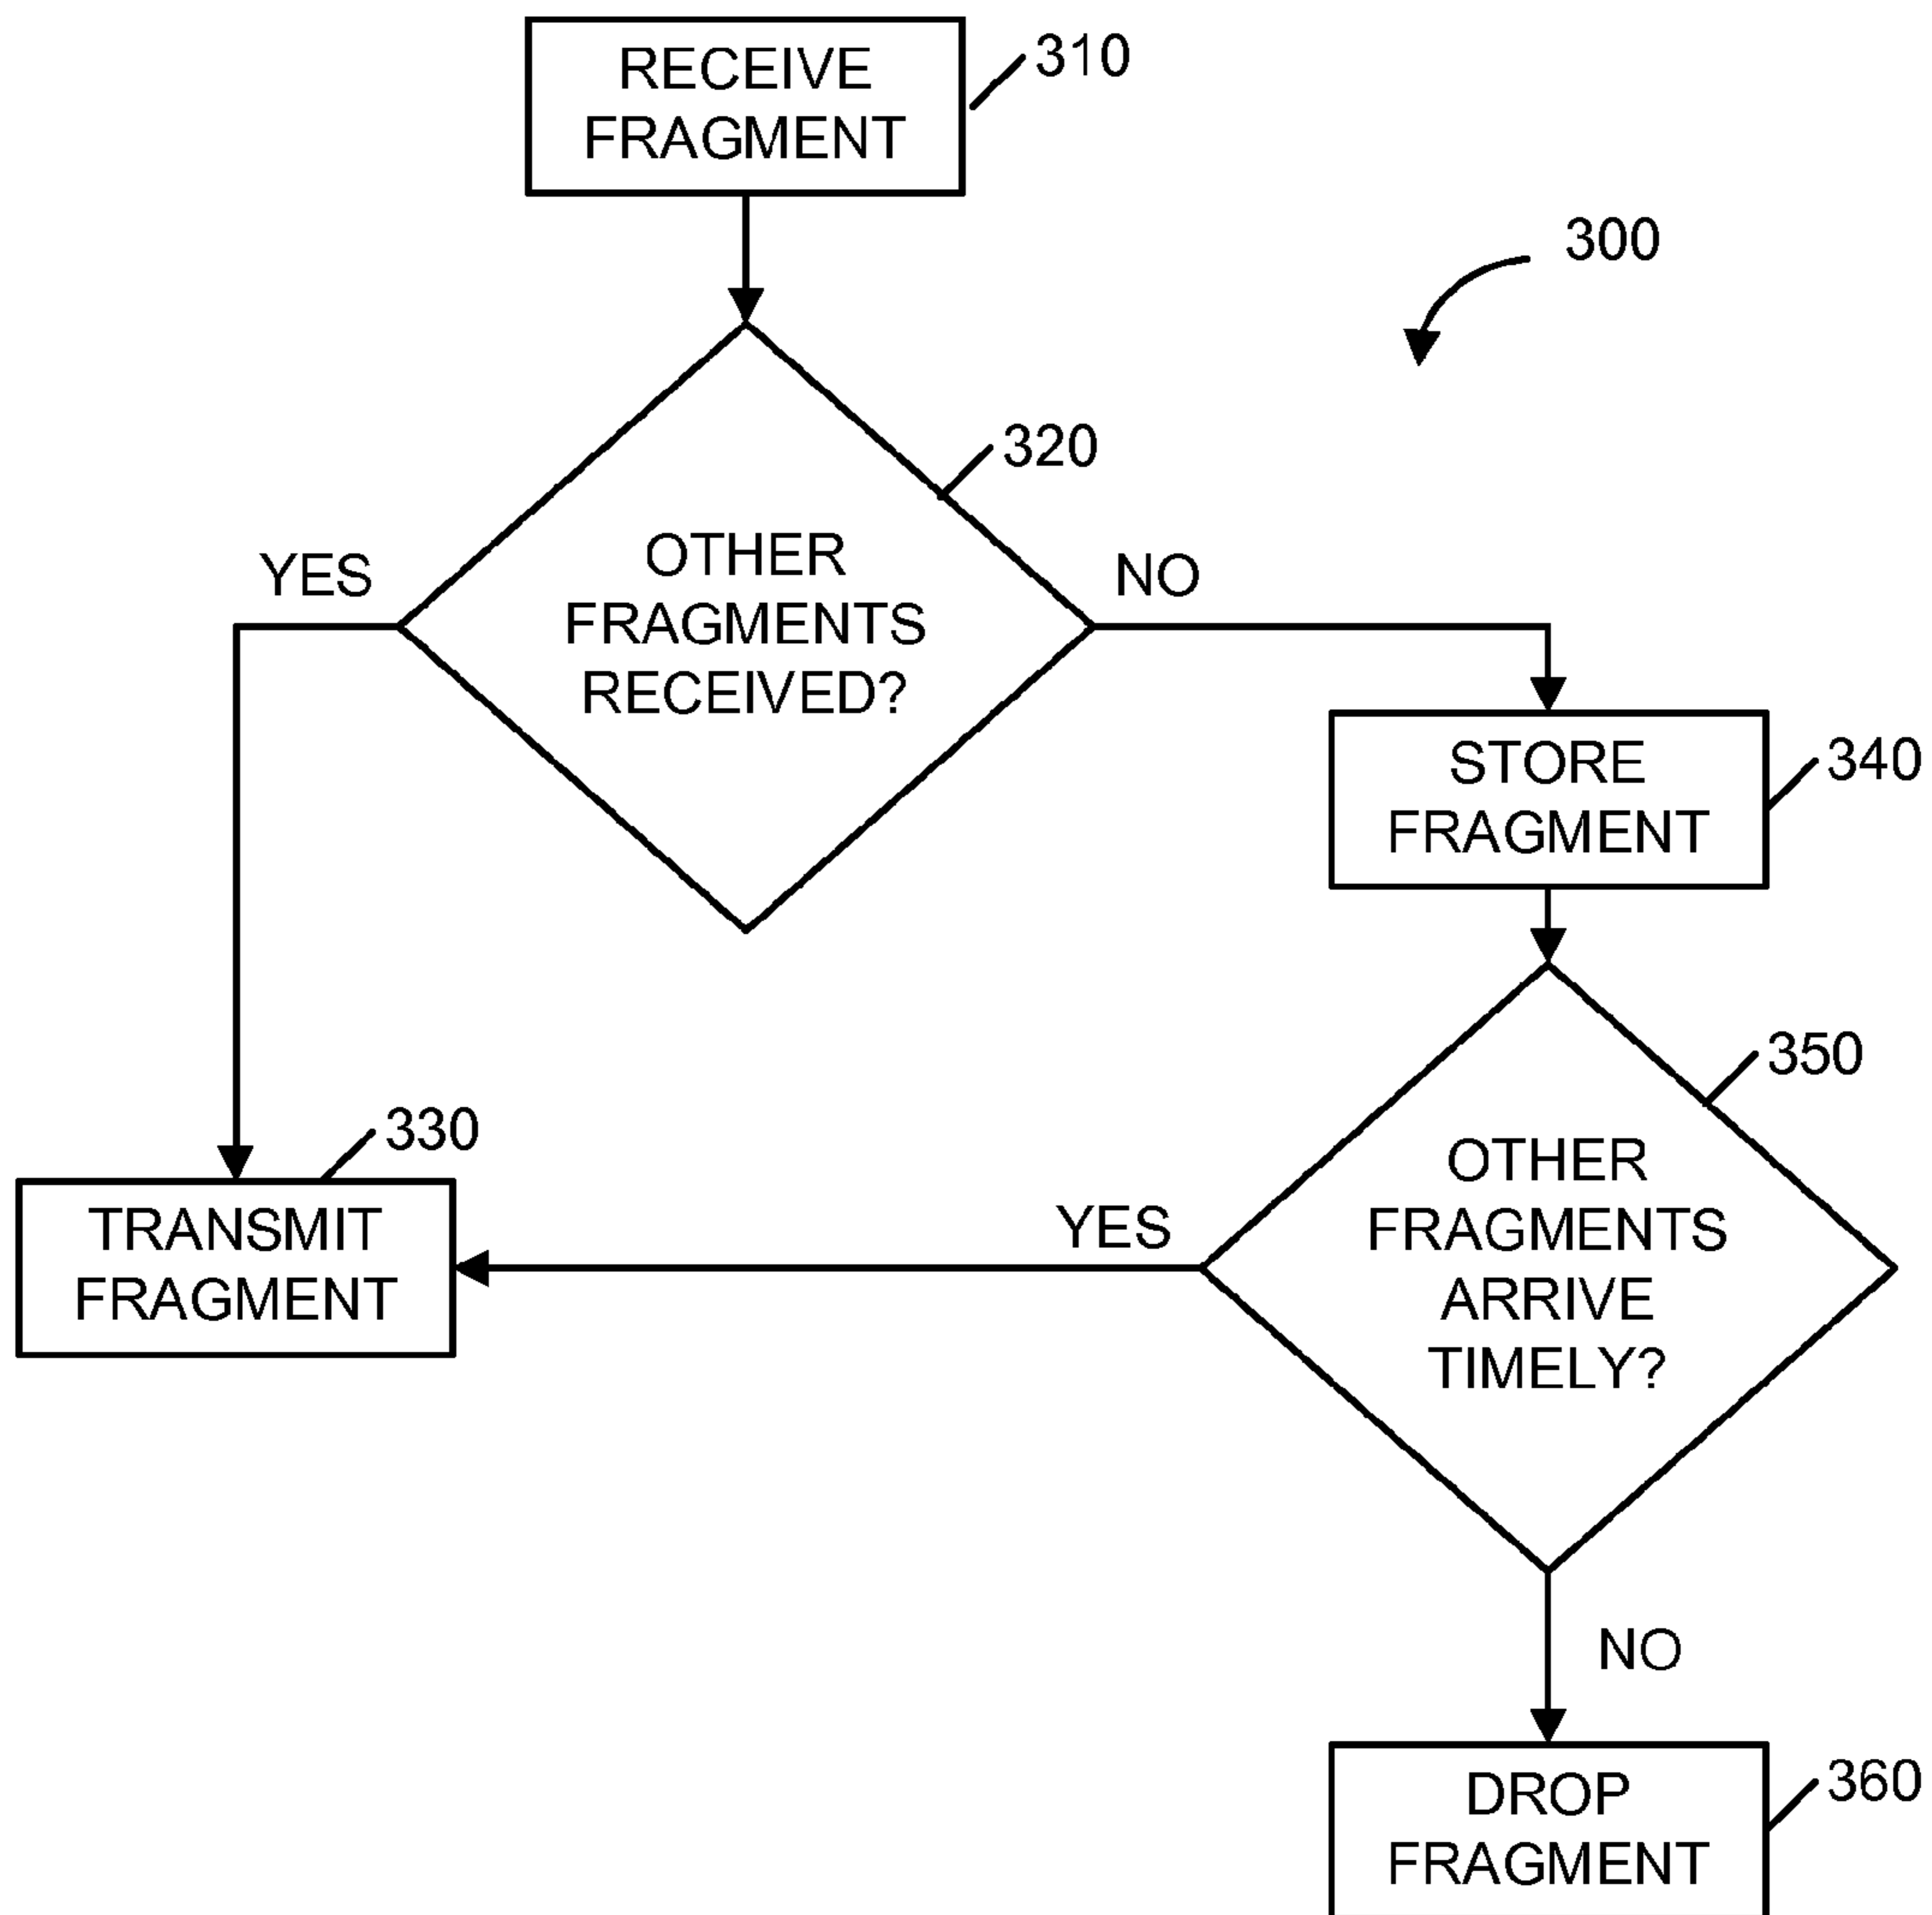 RECEIVE
FRAGMENT
310
300
320
OTHER
FRAGMENTS
RECEIVED?
YES
NO
STORE
FRAGMENT
340
350
330
TRANSMIT
FRAGMENT
YES
OTHER
FRAGMENTS
ARRIVE
TIMELY?
NO
DROP
FRAGMENT
360